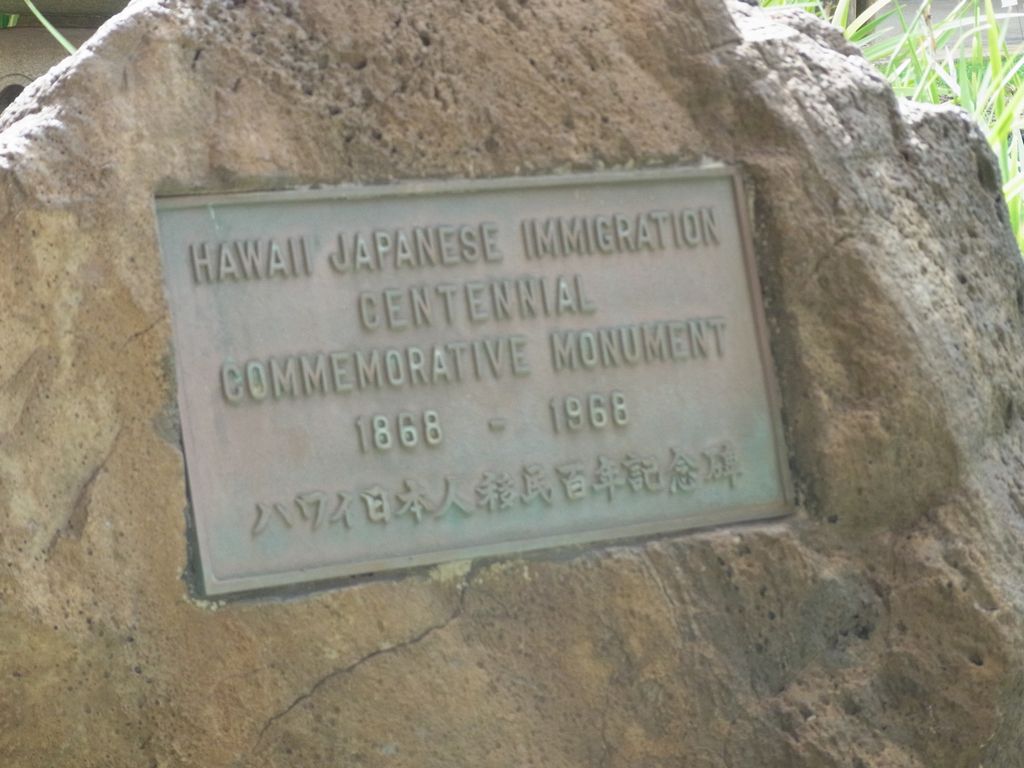 HAWAII JAPANESE IMMIGRATION
CENTENNIAL
COMMEMORATIVE MONUMENT
1868 - 1968
ハワイ日本人移民百年記念碑